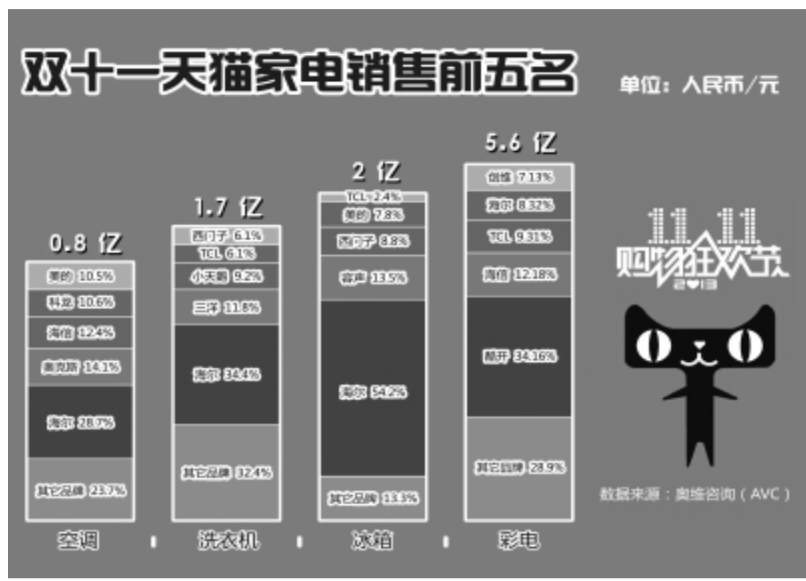 双十一天猫家电销售前五名 单位：人民币/元
0.8 亿
美的 10.5%
科龙 10.6%
海信 12.4%
奥克斯 14.1%
海尔 28.7%
其它品牌 23.7%
空调
1.7 亿
西门子 6.1%
TCL 6.1%
小天鹅 9.2%
三洋 11.8%
海尔 34.4%
其它品牌 32.4%
洗衣机
2 亿
TCL 2.4%
美的 7.8%
西门子 8.8%
容声 13.5%
海尔 54.2%
其它品牌 13.3%
冰箱
5.6 亿
创维 7.13%
海尔 8.32%
TCL 9.31%
海信 12.18%
酷开 34.16%
其它品牌 28.9%
彩电
11.11
购物狂欢节
2013
数据来源：奥维咨询（AVC）